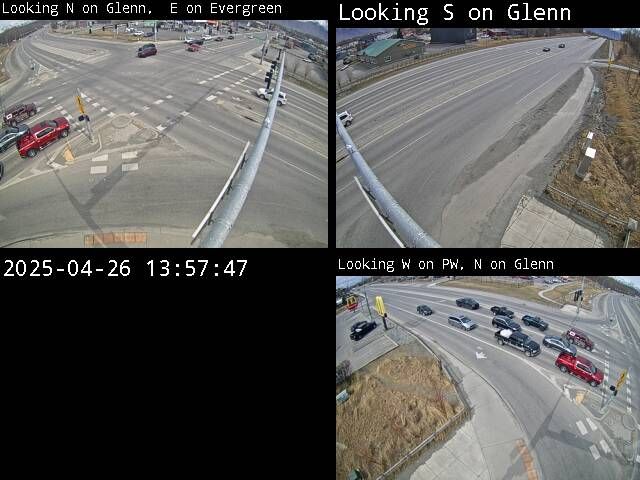 Looking N on Glenn,  E on Evergreen
Looking S on Glenn
2025-04-26 13:57:47
Looking W on PW, N on Glenn